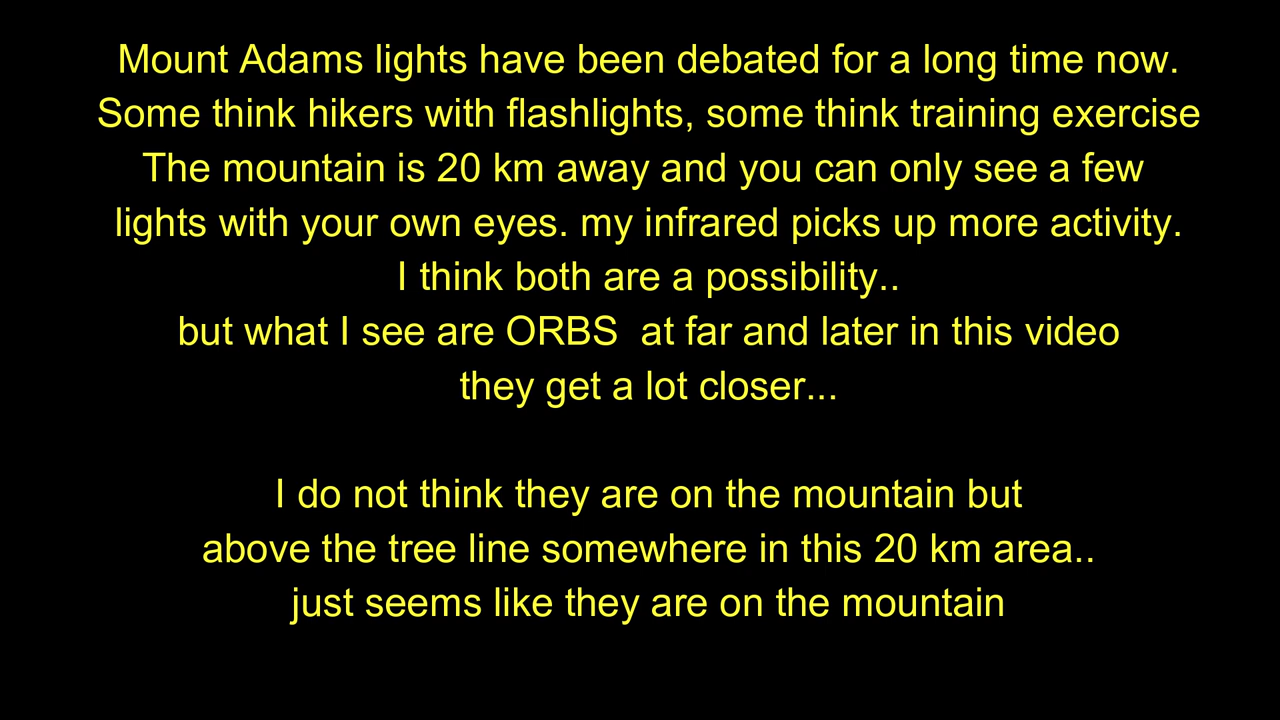 Mount Adams lights have been debated for a long time now.
Some think hikers with flashlights, some think training exercise
The mountain is 20 km away and you can only see a few
lights with your own eyes. my infrared picks up more activity.
I think both are a possibility..
but what I see are ORBS  at far and later in this video
they get a lot closer...
I do not think they are on the mountain but
above the tree line somewhere in this 20 km area..
just seems like they are on the mountain